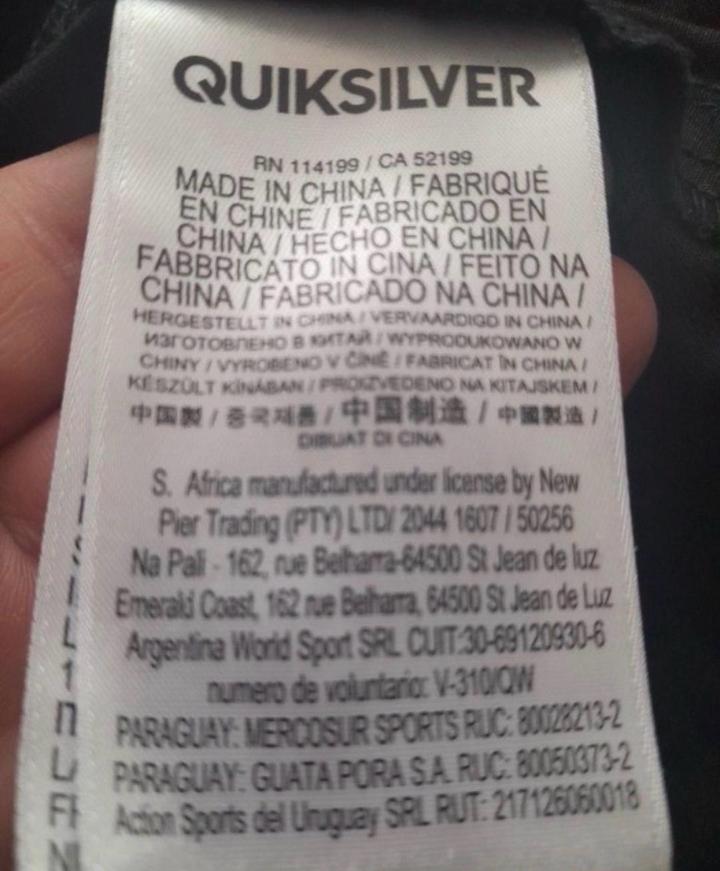 QUIKSILVER
RN 114199 / CA 52199
MADE IN CHINA / FABRIQUÉ
EN CHINE / FABRICADO EN
CHINA / HECHO EN CHINA /
FABBRICATO IN CINA / FEITO NA
CHINA / FABRICADO NA CHINA /
HERGESTELLT IN CHINA / VERVAARDIGD IN CHINA /
ИЗГОТОВЛЕНО В КИТАЙ / WYPRODUKOWANO W
CHINY / VYROBENO V ČÍNĚ / FABRICAT ÎN CHINA /
KÉSZÜLT KÍNÁBAN / PROIZVEDENO NA KITAJSKEM /
中国製 / 중국제품 / 中国制造 / 中國製造 /
DIBUAT DI CINA
S. Africa manufactured under license by New
Pier Trading (PTY) LTD/ 2044 1607 / 50256
Na Pali - 162, rue Belharra-64500 St Jean de luz
Emerald Coast, 162 rue Belharra, 64500 St Jean de Luz
Argentina World Sport SRL CUIT:30-69120930-6
numero de voluntario: V-310/QW
PARAGUAY: MERCOSUR SPORTS RUC: 80028213-2
PARAGUAY: GUATA PORA S.A. RUC: 80050373-2
Action Sports del Uruguay SRL RUT: 217126060018